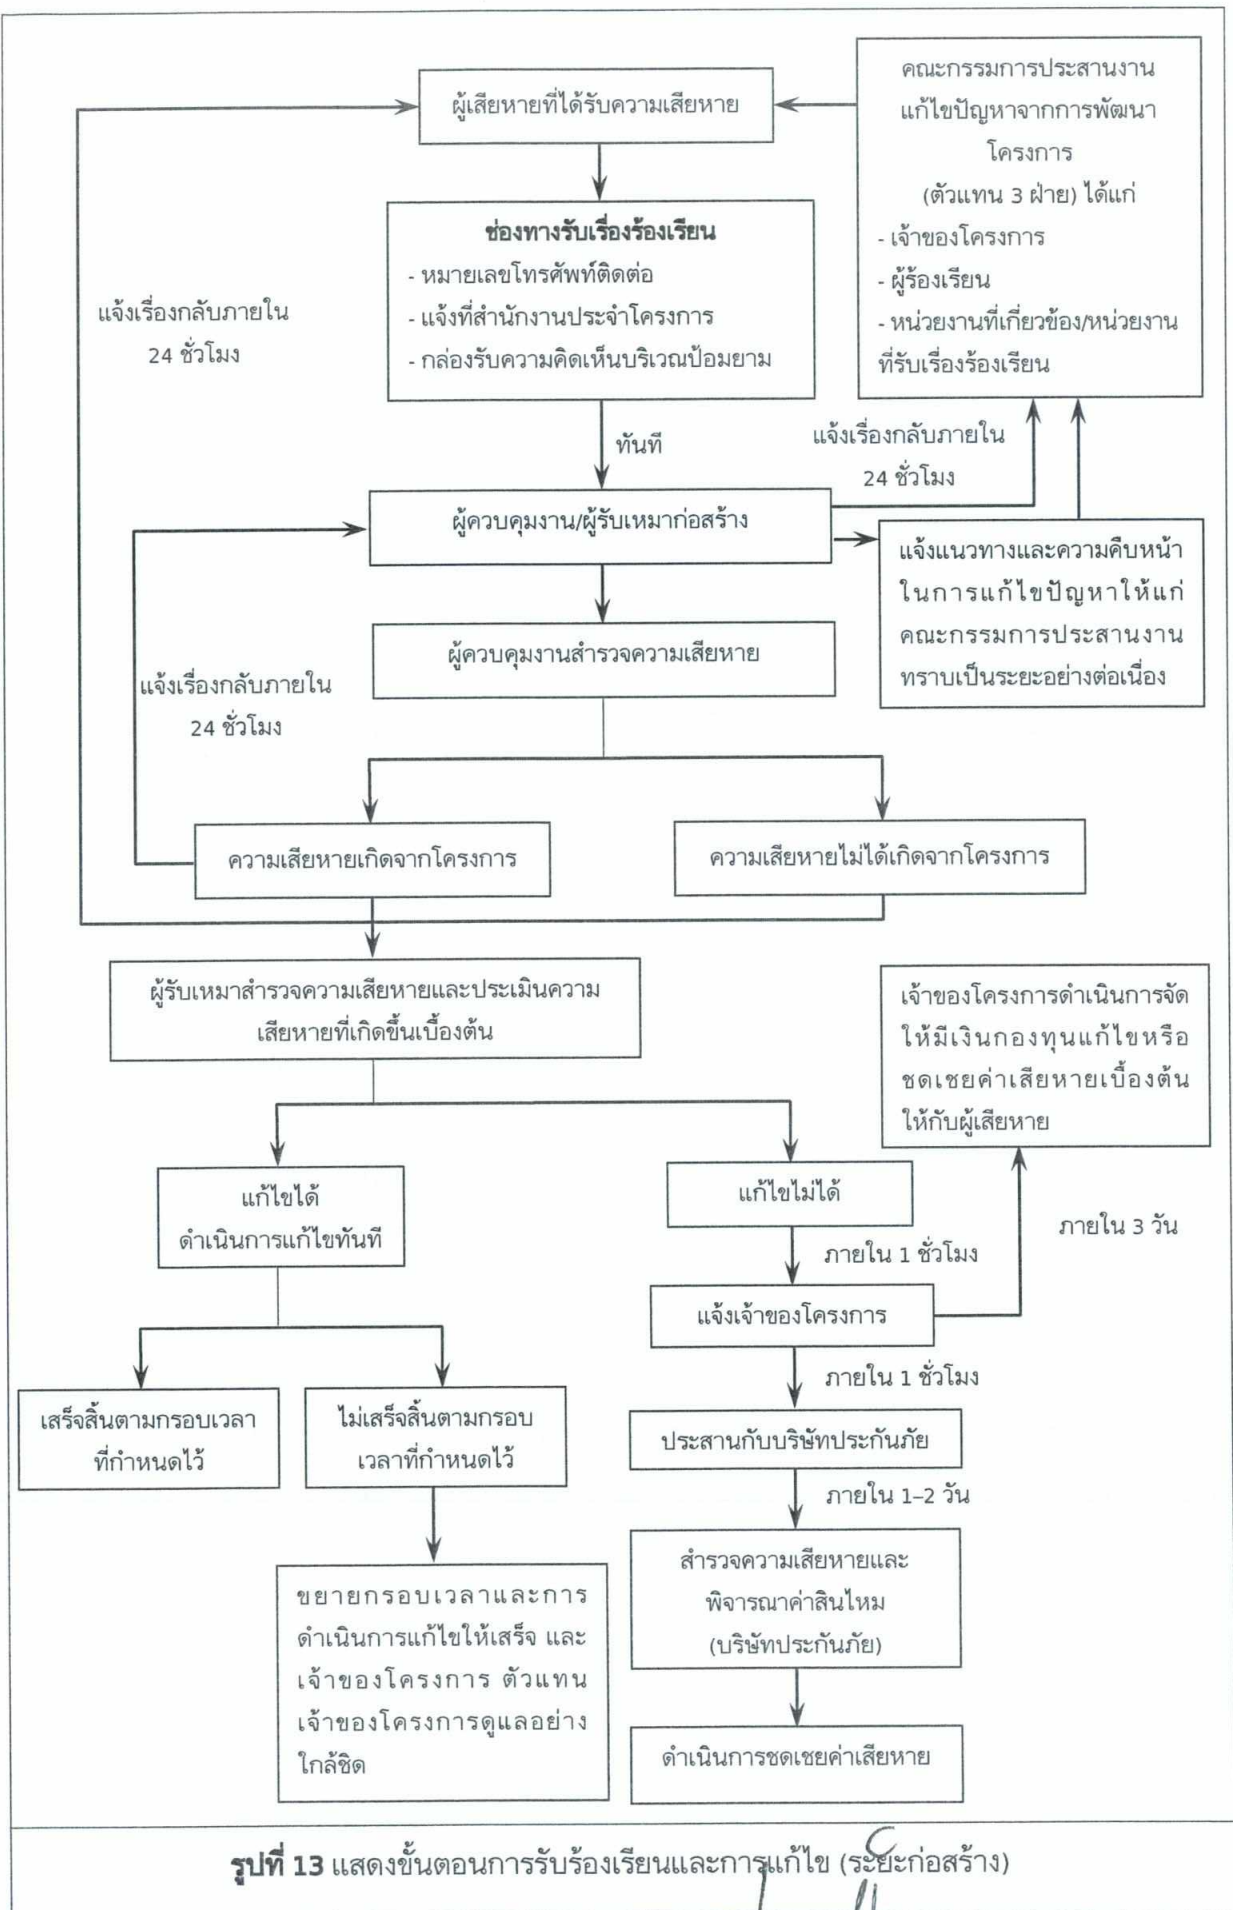 ผู้เสียหายที่ได้รับความเสียหาย
คณะกรรมการประสานงาน
แก้ไขปัญหาจากการพัฒนา
โครงการ
(ตัวแทน 3 ฝ่าย) ได้แก่
- เจ้าของโครงการ
- ผู้ร้องเรียน
- หน่วยงานที่เกี่ยวข้อง/หน่วยงาน
ที่รับเรื่องร้องเรียน
ช่องทางรับเรื่องร้องเรียน
- หมายเลขโทรศัพท์ติดต่อ
- แจ้งที่สำนักงานประจำโครงการ
- กล่องรับความคิดเห็นบริเวณป้อมยาม
แจ้งเรื่องกลับภายใน
24 ชั่วโมง
ทันที
แจ้งเรื่องกลับภายใน
24 ชั่วโมง
ผู้ควบคุมงาน/ผู้รับเหมาก่อสร้าง
แจ้งแนวทางและความคืบหน้า
ในการแก้ไขปัญหาให้แก่
คณะกรรมการประสานงาน
ทราบเป็นระยะอย่างต่อเนื่อง
ผู้ควบคุมงานสำรวจความเสียหาย
แจ้งเรื่องกลับภายใน
24 ชั่วโมง
ความเสียหายเกิดจากโครงการ
ความเสียหายไม่ได้เกิดจากโครงการ
ผู้รับเหมาสำรวจความเสียหายและประเมินความ
เสียหายที่เกิดขึ้นเบื้องต้น
เจ้าของโครงการดำเนินการจัด
ให้มีเงินกองทุนแก้ไขหรือ
ชดเชยค่าเสียหายเบื้องต้น
ให้กับผู้เสียหาย
แก้ไขได้
ดำเนินการแก้ไขทันที
แก้ไขไม่ได้
ภายใน 3 วัน
ภายใน 1 ชั่วโมง
แจ้งเจ้าของโครงการ
ภายใน 1 ชั่วโมง
เสร็จสิ้นตามกรอบเวลา
ที่กำหนดไว้
ไม่เสร็จสิ้นตามกรอบ
เวลาที่กำหนดไว้
ประสานกับบริษัทประกันภัย
ภายใน 1–2 วัน
สำรวจความเสียหายและ
พิจารณาค่าสินไหม
(บริษัทประกันภัย)
ขยายกรอบเวลาและการ
ดำเนินการแก้ไขให้เสร็จ และ
เจ้าของโครงการ ตัวแทน
เจ้าของโครงการดูแลอย่าง
ใกล้ชิด
ดำเนินการชดเชยค่าเสียหาย
รูปที่ 13 แสดงขั้นตอนการรับร้องเรียนและการแก้ไข (ระยะก่อสร้าง)